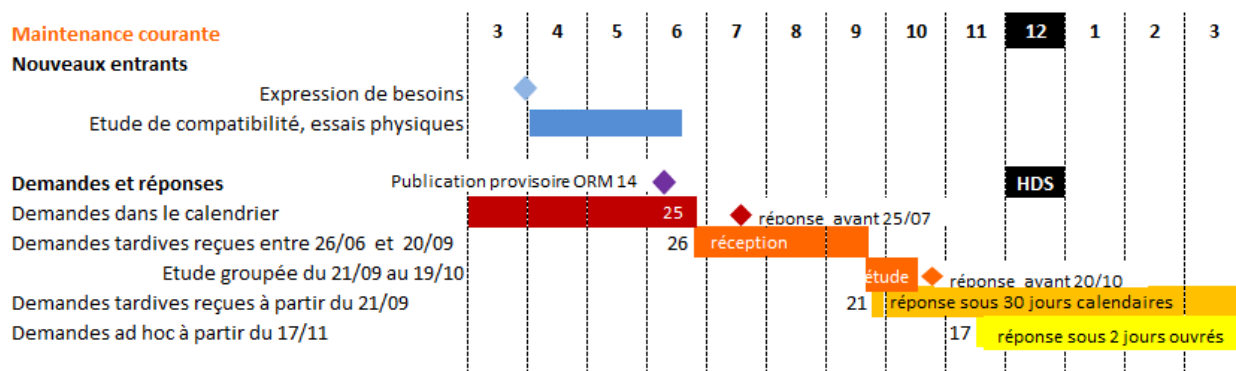 Maintenance courante 3 4 5 6 7 8 9 10 11 12 1 2 3
Nouveaux entrants
Expression de besoins
Etude de compatibilité, essais physiques
Demandes et réponses Publication provisoire ORM 14 HDS
Demandes dans le calendrier 25 réponse avant 25/07
Demandes tardives reçues entre 26/06 et 20/09 26 réception
Etude groupée du 21/09 au 19/10 étude réponse avant 20/10
Demandes tardives reçues à partir du 21/09 21 réponse sous 30 jours calendaires
Demandes ad hoc à partir du 17/11 17 réponse sous 2 jours ouvrés